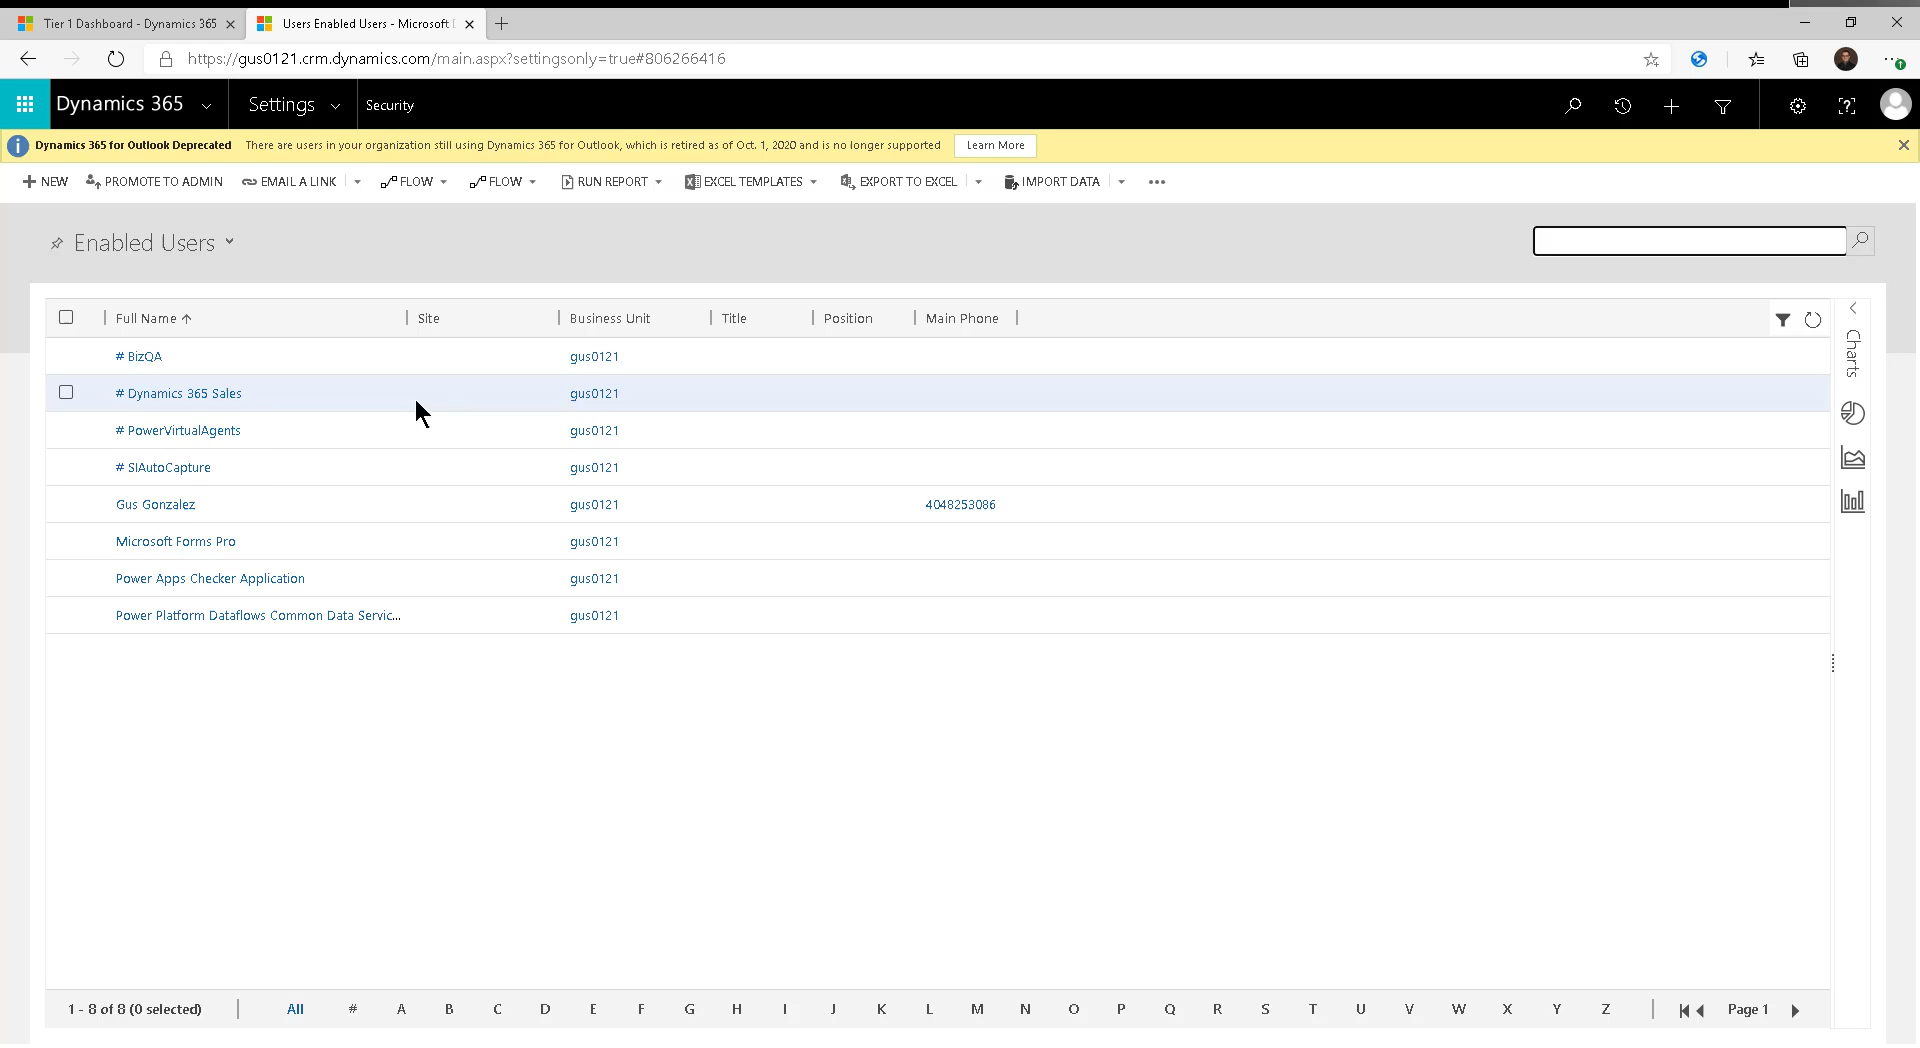 Tier 1 Dashboard - Dynamics 365
Users Enabled Users - Microsoft
https://gus0121.crm.dynamics.com/main.aspx?settingsonly=true#806266416
Dynamics 365
Settings
Security
Dynamics 365 for Outlook Deprecated There are users in your organization still using Dynamics 365 for Outlook, which is retired as of Oct. 1, 2020 and is no longer supported Learn More
NEW PROMOTE TO ADMIN EMAIL A LINK FLOW FLOW RUN REPORT EXCEL TEMPLATES EXPORT TO EXCEL IMPORT DATA
Enabled Users
Full Name Site Business Unit Title Position Main Phone
# BizQA gus0121
# Dynamics 365 Sales gus0121
# PowerVirtualAgents gus0121
# SIAutoCapture gus0121
Gus Gonzalez gus0121 4048253086
Microsoft Forms Pro gus0121
Power Apps Checker Application gus0121
Power Platform Dataflows Common Data Servic... gus0121
Charts
1 - 8 of 8 (0 selected) All # A B C D E F G H I J K L M N O P Q R S T U V W X Y Z Page 1